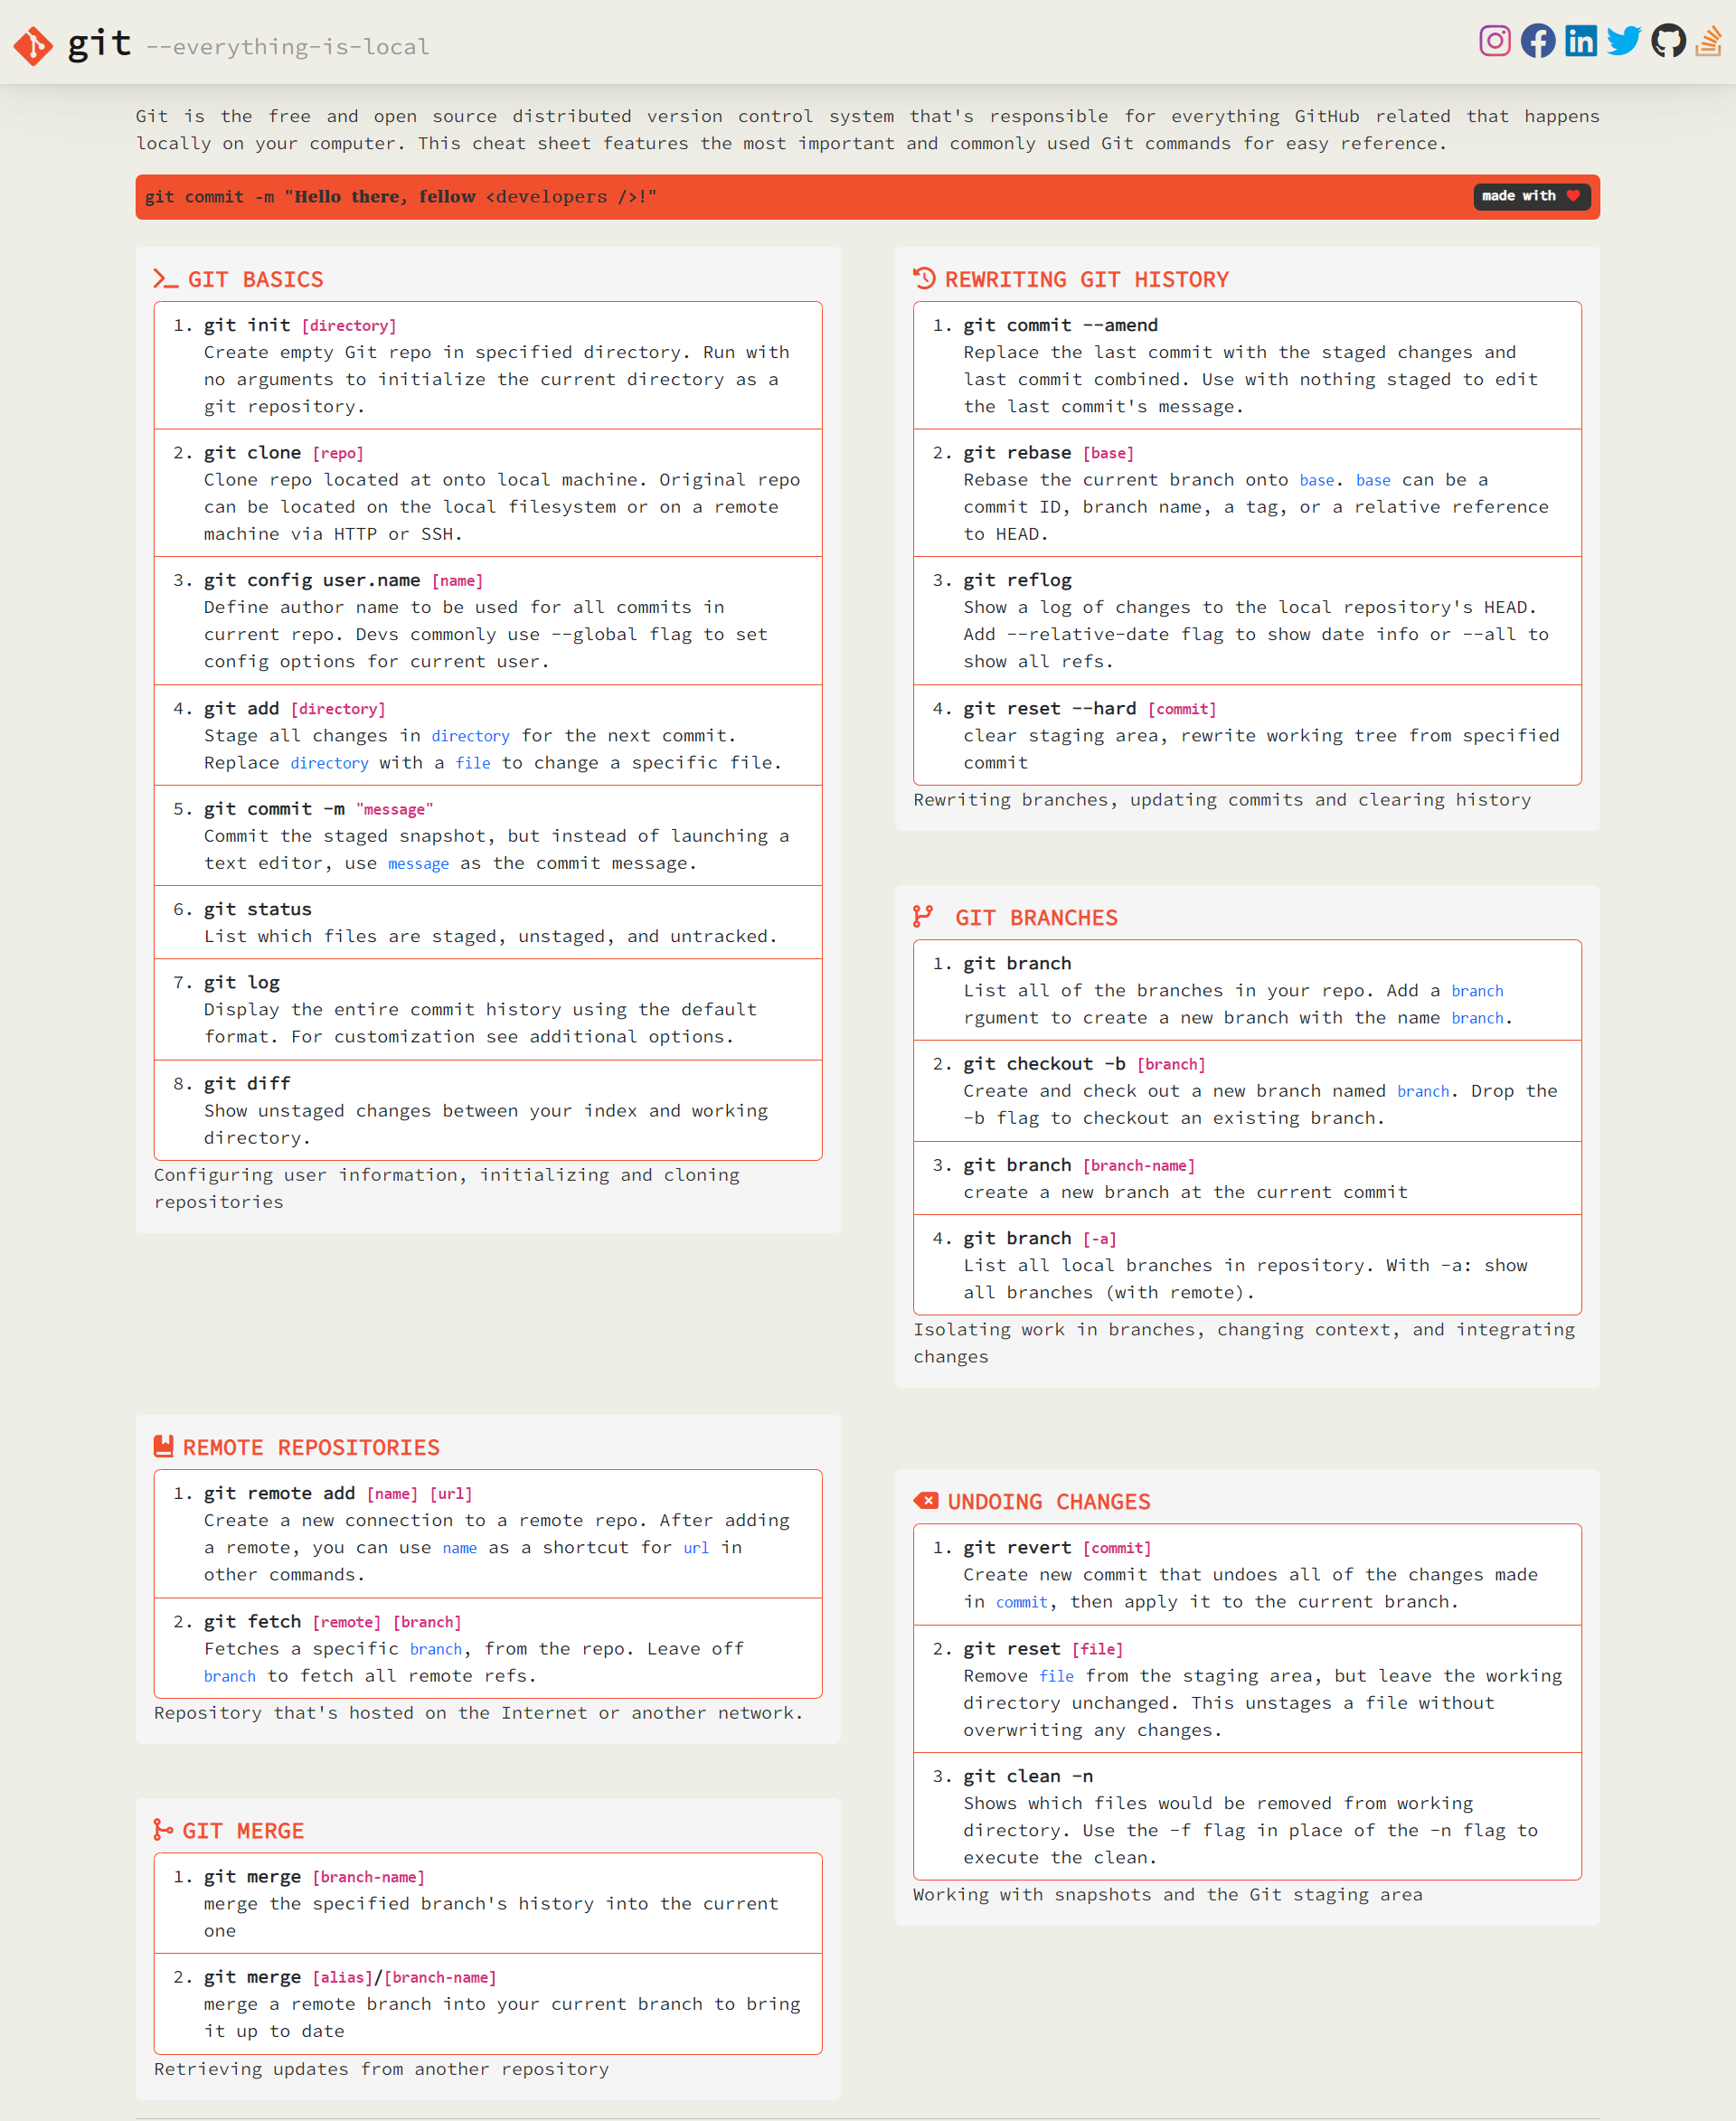 git --everything-is-local
Git is the free and open source distributed version control system that's responsible for everything GitHub related that happens
locally on your computer. This cheat sheet features the most important and commonly used Git commands for easy reference.
git commit -m "Hello there, fellow <developers />!"
made with ❤
GIT BASICS
1. git init [directory]
Create empty Git repo in specified directory. Run with
no arguments to initialize the current directory as a
git repository.
2. git clone [repo]
Clone repo located at onto local machine. Original repo
can be located on the local filesystem or on a remote
machine via HTTP or SSH.
3. git config user.name [name]
Define author name to be used for all commits in
current repo. Devs commonly use --global flag to set
config options for current user.
4. git add [directory]
Stage all changes in directory for the next commit.
Replace directory with a file to change a specific file.
5. git commit -m "message"
Commit the staged snapshot, but instead of launching a
text editor, use message as the commit message.
6. git status
List which files are staged, unstaged, and untracked.
7. git log
Display the entire commit history using the default
format. For customization see additional options.
8. git diff
Show unstaged changes between your index and working
directory.
Configuring user information, initializing and cloning
repositories
REWRITING GIT HISTORY
1. git commit --amend
Replace the last commit with the staged changes and
last commit combined. Use with nothing staged to edit
the last commit's message.
2. git rebase [base]
Rebase the current branch onto base. base can be a
commit ID, branch name, a tag, or a relative reference
to HEAD.
3. git reflog
Show a log of changes to the local repository's HEAD.
Add --relative-date flag to show date info or --all to
show all refs.
4. git reset --hard [commit]
clear staging area, rewrite working tree from specified
commit
Rewriting branches, updating commits and clearing history
GIT BRANCHES
1. git branch
List all of the branches in your repo. Add a branch
rgument to create a new branch with the name branch.
2. git checkout -b [branch]
Create and check out a new branch named branch. Drop the
-b flag to checkout an existing branch.
3. git branch [branch-name]
create a new branch at the current commit
4. git branch [-a]
List all local branches in repository. With -a: show
all branches (with remote).
Isolating work in branches, changing context, and integrating
changes
REMOTE REPOSITORIES
1. git remote add [name] [url]
Create a new connection to a remote repo. After adding
a remote, you can use name as a shortcut for url in
other commands.
2. git fetch [remote] [branch]
Fetches a specific branch, from the repo. Leave off
branch to fetch all remote refs.
Repository that's hosted on the Internet or another network.
UNDOING CHANGES
1. git revert [commit]
Create new commit that undoes all of the changes made
in commit, then apply it to the current branch.
2. git reset [file]
Remove file from the staging area, but leave the working
directory unchanged. This unstages a file without
overwriting any changes.
3. git clean -n
Shows which files would be removed from working
directory. Use the -f flag in place of the -n flag to
execute the clean.
Working with snapshots and the Git staging area
GIT MERGE
1. git merge [branch-name]
merge the specified branch's history into the current
one
2. git merge [alias]/[branch-name]
merge a remote branch into your current branch to bring
it up to date
Retrieving updates from another repository